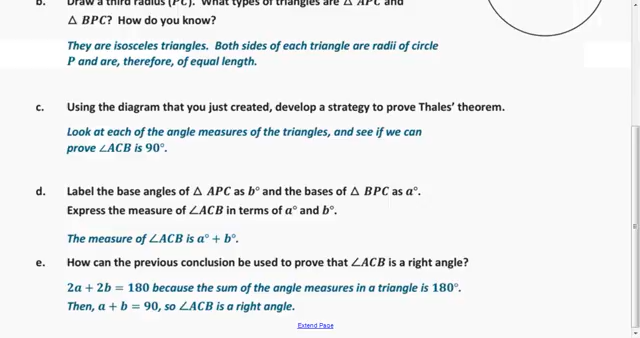 b. Draw a third radius (PC). What types of triangles are △ APC and
△ BPC? How do you know?
They are isosceles triangles. Both sides of each triangle are radii of circle
P and are, therefore, of equal length.
c. Using the diagram that you just created, develop a strategy to prove Thales’ theorem.
Look at each of the angle measures of the triangles, and see if we can
prove ∠ACB is 90°.
d. Label the base angles of △ APC as b° and the bases of △ BPC as a°.
Express the measure of ∠ACB in terms of a° and b°.
The measure of ∠ACB is a° + b°.
e. How can the previous conclusion be used to prove that ∠ACB is a right angle?
2a + 2b = 180 because the sum of the angle measures in a triangle is 180°.
Then, a + b = 90, so ∠ACB is a right angle.
Extend Page